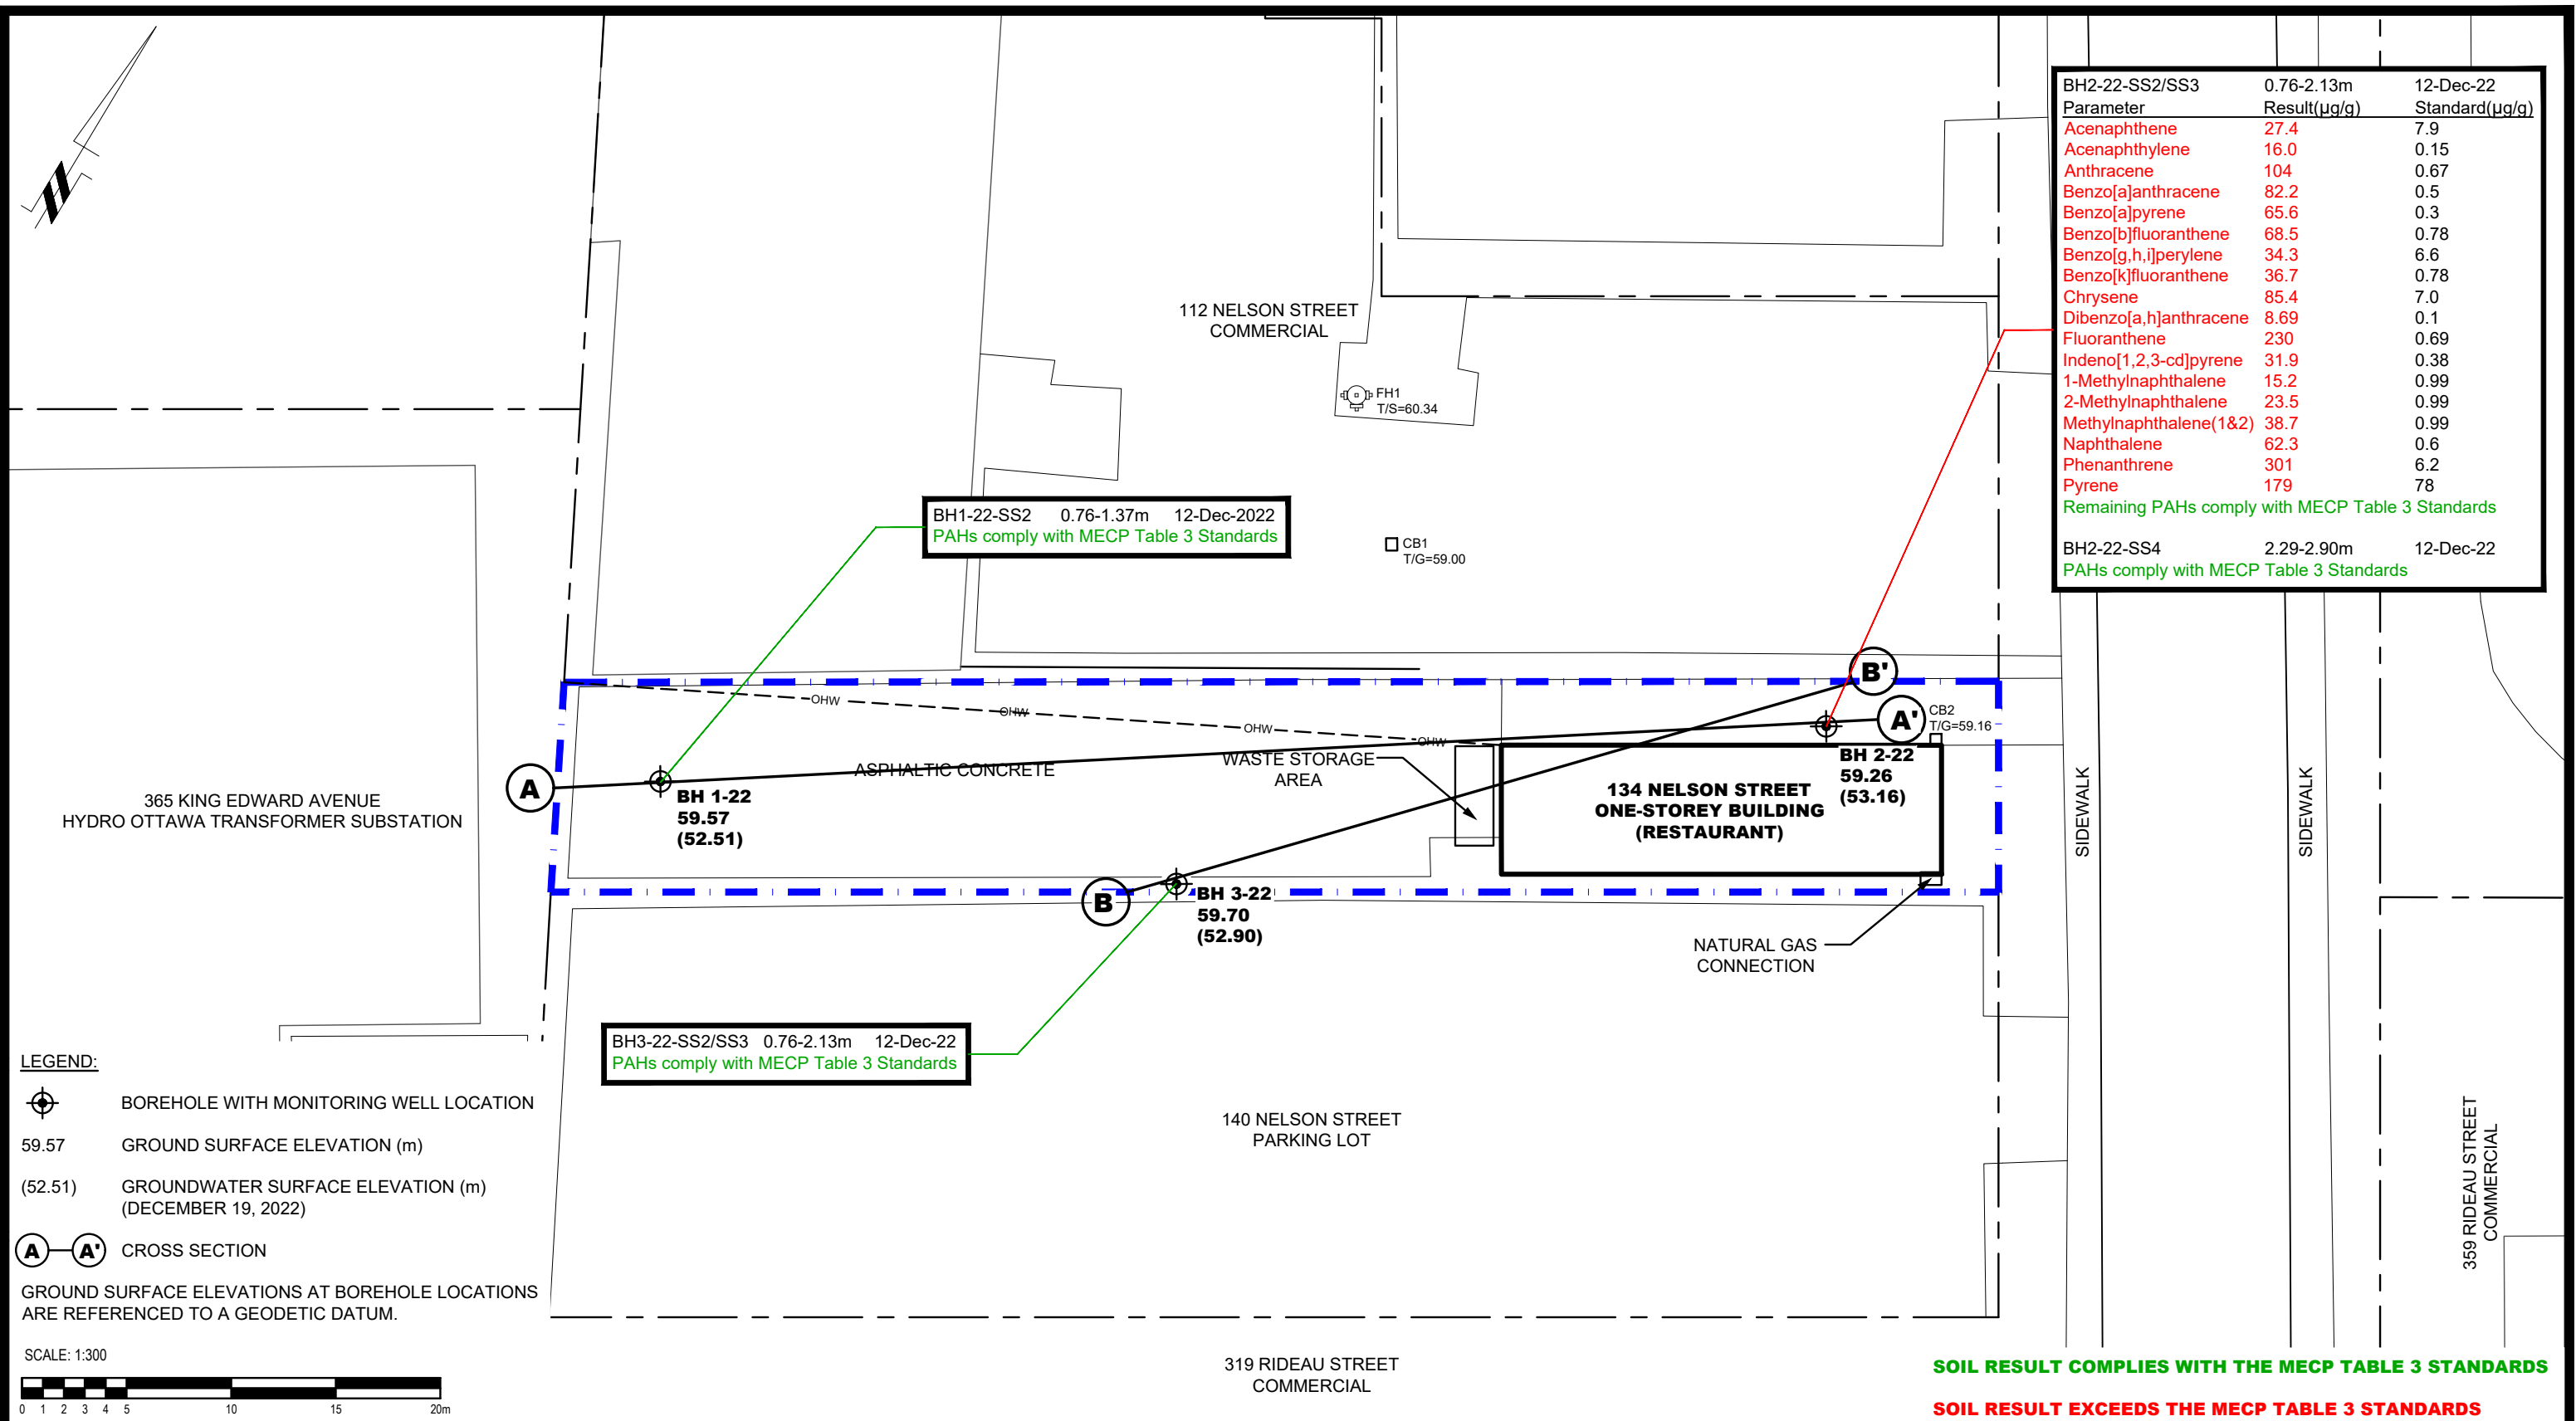 BH2-22-SS2/SS3 0.76-2.13m 12-Dec-22
Parameter Result(µg/g) Standard(µg/g)
Acenaphthene 27.4 7.9
Acenaphthylene 16.0 0.15
Anthracene 104 0.67
Benzo[a]anthracene 82.2 0.5
Benzo[a]pyrene 65.6 0.3
Benzo[b]fluoranthene 68.5 0.78
Benzo[g,h,i]perylene 34.3 6.6
Benzo[k]fluoranthene 36.7 0.78
Chrysene 85.4 7.0
Dibenzo[a,h]anthracene 8.69 0.1
Fluoranthene 230 0.69
Indeno[1,2,3-cd]pyrene 31.9 0.38
1-Methylnaphthalene 15.2 0.99
2-Methylnaphthalene 23.5 0.99
Methylnaphthalene(1&2) 38.7 0.99
Naphthalene 62.3 0.6
Phenanthrene 301 6.2
Pyrene 179 78
Remaining PAHs comply with MECP Table 3 Standards
BH2-22-SS4 2.29-2.90m 12-Dec-22
PAHs comply with MECP Table 3 Standards
112 NELSON STREET
COMMERCIAL
FH1
T/S=60.34
BH1-22-SS2 0.76-1.37m 12-Dec-2022
PAHs comply with MECP Table 3 Standards
CB1
T/G=59.00
B'
A'
CB2
T/G=59.16
OHW
OHW
OHW
OHW
ASPHALTIC CONCRETE
WASTE STORAGE
AREA
A
BH 1-22
59.57
(52.51)
BH 2-22
59.26
(53.16)
134 NELSON STREET
ONE-STOREY BUILDING
(RESTAURANT)
365 KING EDWARD AVENUE
HYDRO OTTAWA TRANSFORMER SUBSTATION
SIDEWALK
SIDEWALK
B
BH 3-22
59.70
(52.90)
NATURAL GAS
CONNECTION
BH3-22-SS2/SS3 0.76-2.13m 12-Dec-22
PAHs comply with MECP Table 3 Standards
140 NELSON STREET
PARKING LOT
359 RIDEAU STREET
COMMERCIAL
LEGEND:
BOREHOLE WITH MONITORING WELL LOCATION
59.57 GROUND SURFACE ELEVATION (m)
(52.51) GROUNDWATER SURFACE ELEVATION (m)
(DECEMBER 19, 2022)
A A' CROSS SECTION
GROUND SURFACE ELEVATIONS AT BOREHOLE LOCATIONS
ARE REFERENCED TO A GEODETIC DATUM.
SCALE: 1:300
0 1 2 3 4 5 10 15 20m
319 RIDEAU STREET
COMMERCIAL
SOIL RESULT COMPLIES WITH THE MECP TABLE 3 STANDARDS
SOIL RESULT EXCEEDS THE MECP TABLE 3 STANDARDS